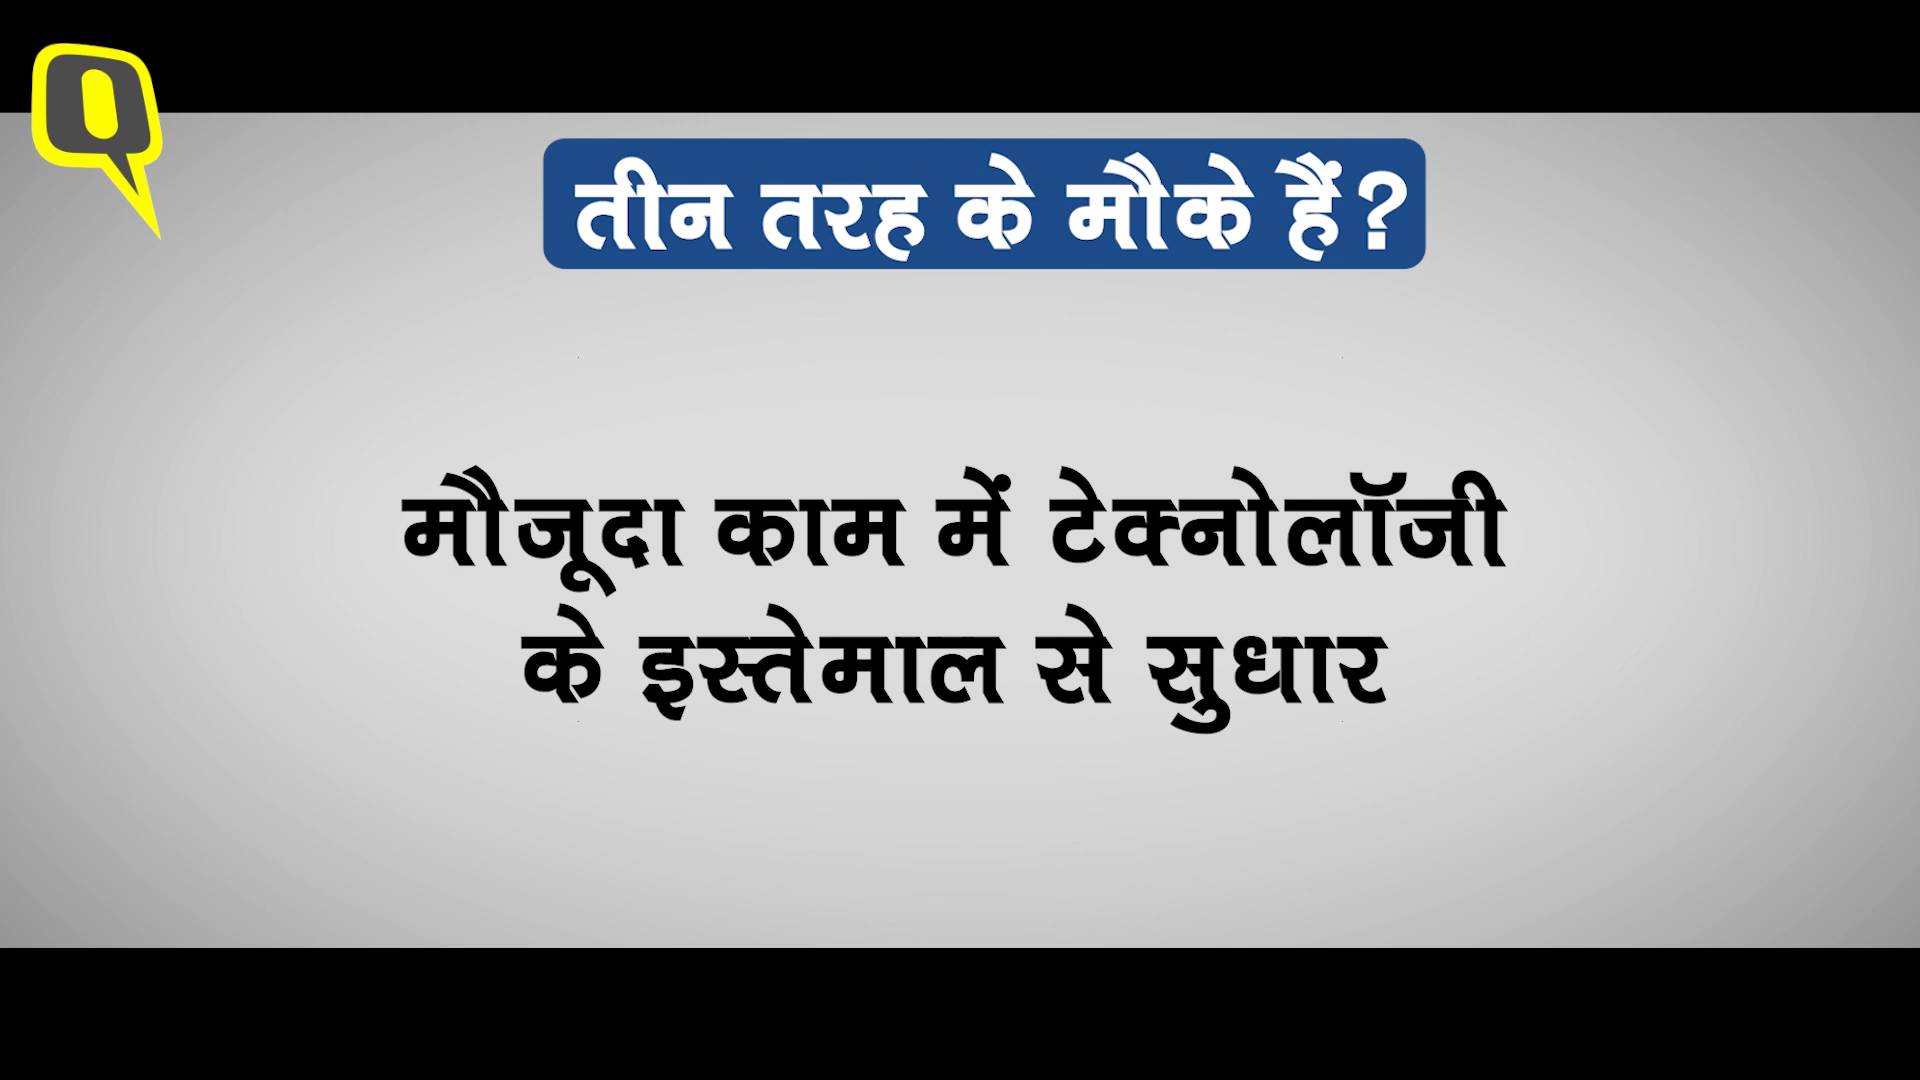 Q
तीन तरह के मौके हैं?
मौजूदा काम में टेक्नोलॉजी
के इस्तेमाल से सुधार